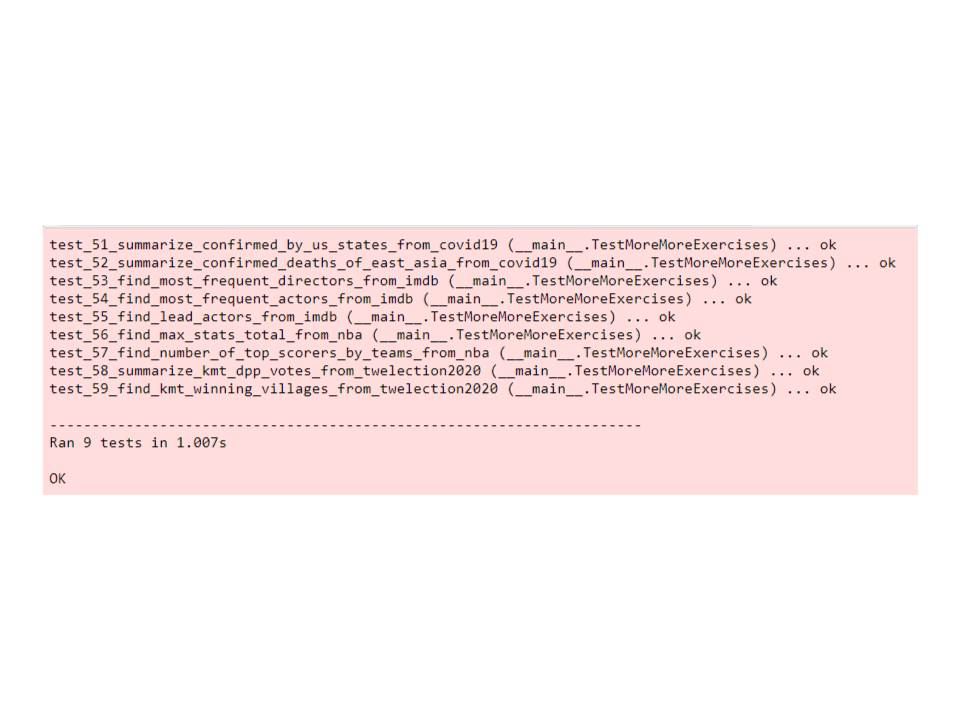 test_51_summarize_confirmed_by_us_states_from_covid19 (__main__.TestMoreMoreExercises) ... ok
test_52_summarize_confirmed_deaths_of_east_asia_from_covid19 (__main__.TestMoreMoreExercises) ... ok
test_53_find_most_frequent_directors_from_imdb (__main__.TestMoreMoreExercises) ... ok
test_54_find_most_frequent_actors_from_imdb (__main__.TestMoreMoreExercises) ... ok
test_55_find_lead_actors_from_imdb (__main__.TestMoreMoreExercises) ... ok
test_56_find_max_stats_total_from_nba (__main__.TestMoreMoreExercises) ... ok
test_57_find_number_of_top_scorers_by_teams_from_nba (__main__.TestMoreMoreExercises) ... ok
test_58_summarize_kmt_dpp_votes_from_twelection2020 (__main__.TestMoreMoreExercises) ... ok
test_59_find_kmt_winning_villages_from_twelection2020 (__main__.TestMoreMoreExercises) ... ok
----------------------------------------------------------------------
Ran 9 tests in 1.007s
OK